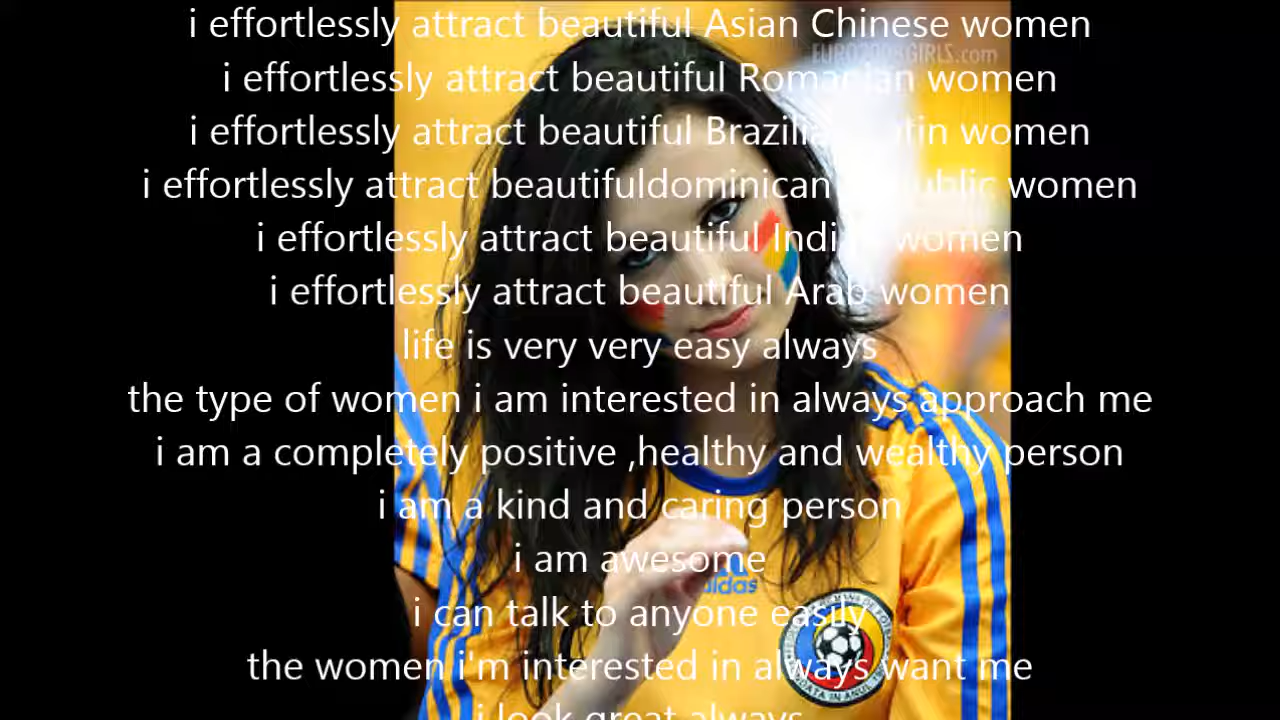 i effortlessly attract beautiful Asian Chinese women
EURO2008GIRLS.com
i effortlessly attract beautiful Romanian women
i effortlessly attract beautiful Brazilian Latin women
i effortlessly attract beautifuldominican republic women
i effortlessly attract beautiful Indian women
i effortlessly attract beautiful Arab women
life is very very easy always
the type of women i am interested in always approach me
i am a completely positive ,healthy and wealthy person
i am a kind and caring person
i am awesome
adidas
i can talk to anyone easily
the women i'm interested in always want me
i look great always